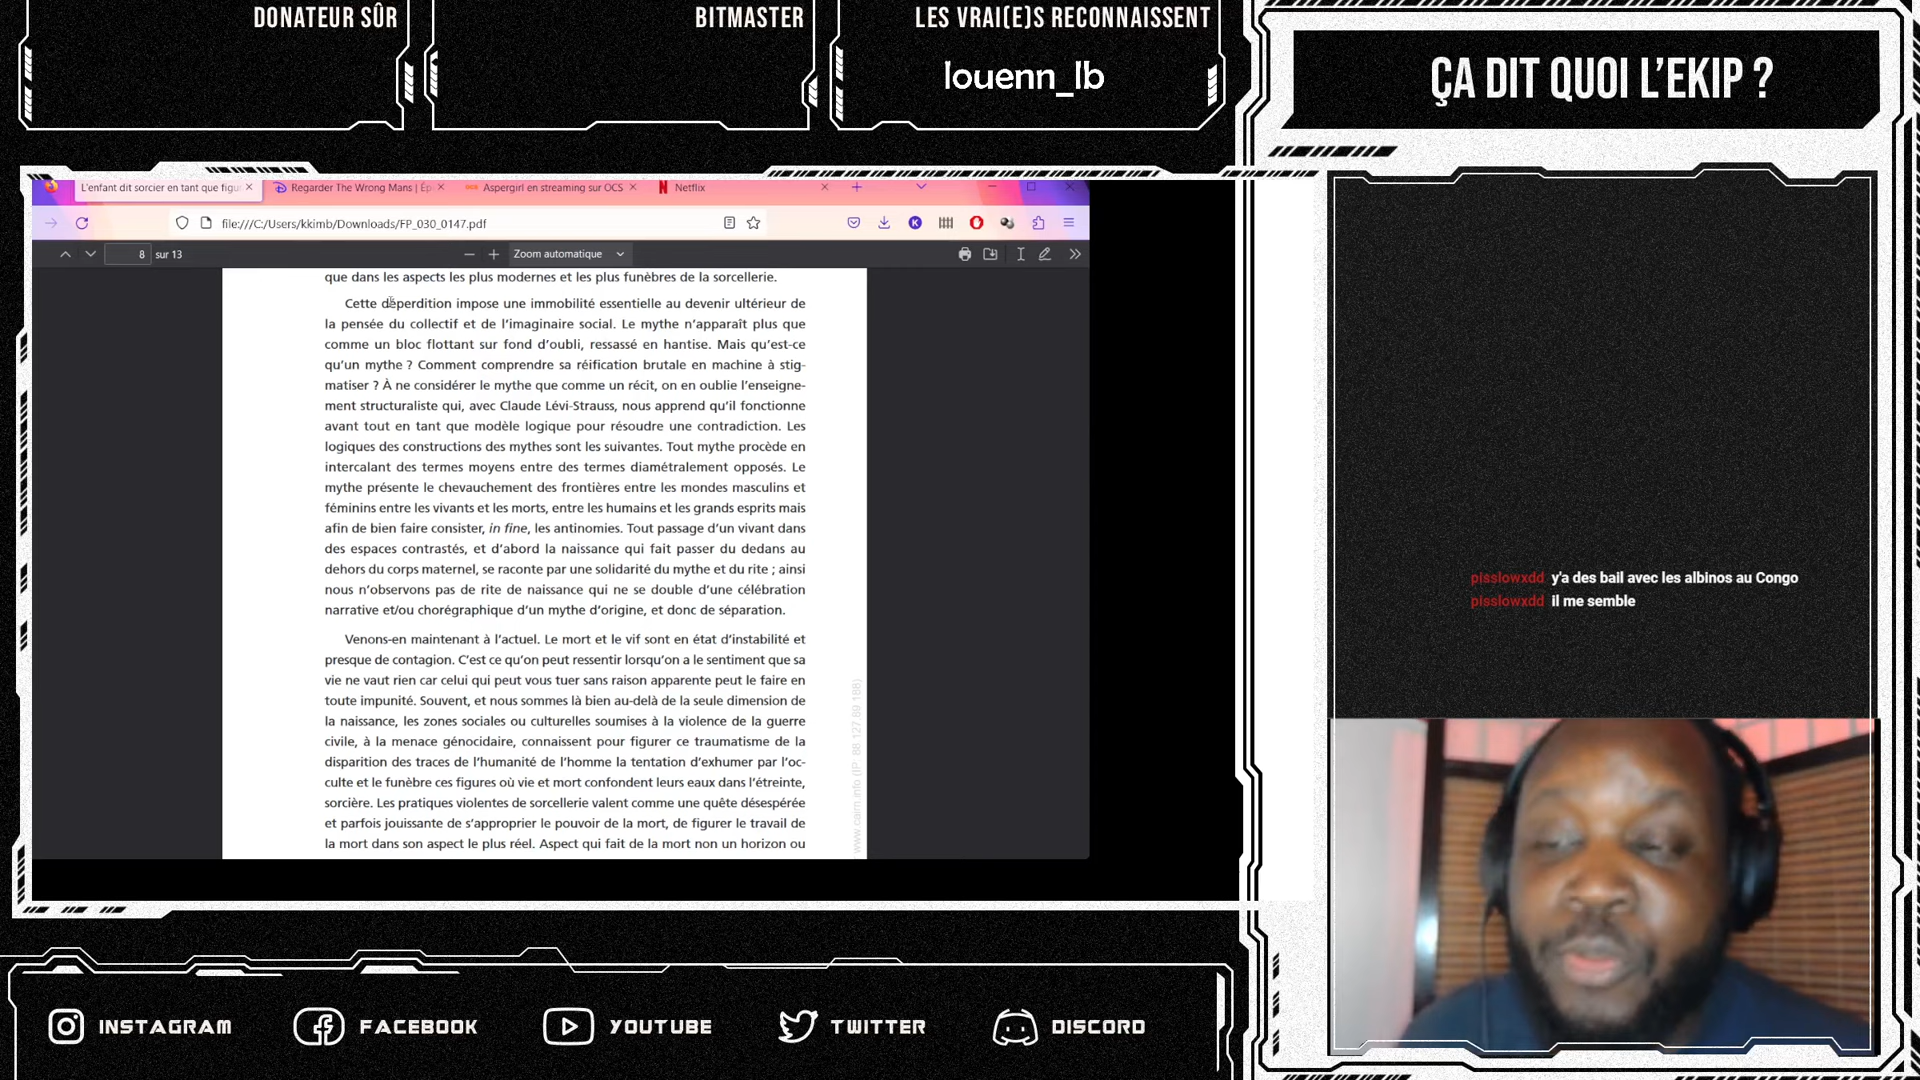 DONATEUR SÛR
BITMASTER
LES VRAI(E)S RECONNAISSENT
louenn_lb
ÇA DIT QUOI L'EKIP ?
L'enfant dit sorcier en tant que figur
Regarder The Wrong Mans | Ép
Aspergirl en streaming sur OCS
Netflix
file:///C:/Users/kkimb/Downloads/FP_030_0147.pdf
8 sur 13
Zoom automatique
que dans les aspects les plus modernes et les plus funèbres de la sorcellerie.
Cette déperdition impose une immobilité essentielle au devenir ultérieur de
la pensée du collectif et de l'imaginaire social. Le mythe n'apparaît plus que
comme un bloc flottant sur fond d'oubli, ressassé en hantise. Mais qu'est-ce
qu'un mythe ? Comment comprendre sa réification brutale en machine à stig-
matiser ? À ne considérer le mythe que comme un récit, on en oublie l'enseigne-
ment structuraliste qui, avec Claude Lévi-Strauss, nous apprend qu'il fonctionne
avant tout en tant que modèle logique pour résoudre une contradiction. Les
logiques des constructions des mythes sont les suivantes. Tout mythe procède en
intercalant des termes moyens entre des termes diamétralement opposés. Le
mythe présente le chevauchement des frontières entre les mondes masculins et
féminins entre les vivants et les morts, entre les humains et les grands esprits mais
afin de bien faire consister, in fine, les antinomies. Tout passage d'un vivant dans
des espaces contrastés, et d'abord la naissance qui fait passer du dedans au
dehors du corps maternel, se raconte par une solidarité du mythe et du rite ; ainsi
nous n'observons pas de rite de naissance qui ne se double d'une célébration
narrative et/ou chorégraphique d'un mythe d'origine, et donc de séparation.
Venons-en maintenant à l'actuel. Le mort et le vif sont en état d'instabilité et
presque de contagion. C'est ce qu'on peut ressentir lorsqu'on a le sentiment que sa
vie ne vaut rien car celui qui peut vous tuer sans raison apparente peut le faire en
toute impunité. Souvent, et nous sommes là bien au-delà de la seule dimension de
la naissance, les zones sociales ou culturelles soumises à la violence de la guerre
civile, à la menace génocidaire, connaissent pour figurer ce traumatisme de la
disparition des traces de l'humanité de l'homme la tentation d'exhumer par l'oc-
culte et le funèbre ces figures où vie et mort confondent leurs eaux dans l'étreinte,
sorcière. Les pratiques violentes de sorcellerie valent comme une quête désespérée
et parfois jouissante de s'approprier le pouvoir de la mort, de figurer le travail de
la mort dans son aspect le plus réel. Aspect qui fait de la mort non un horizon ou
www.cairn.info (IP: 88.127.89.188)
pisslowxdd y'a des bail avec les albinos au Congo
pisslowxdd il me semble
INSTAGRAM
FACEBOOK
YOUTUBE
TWITTER
DISCORD